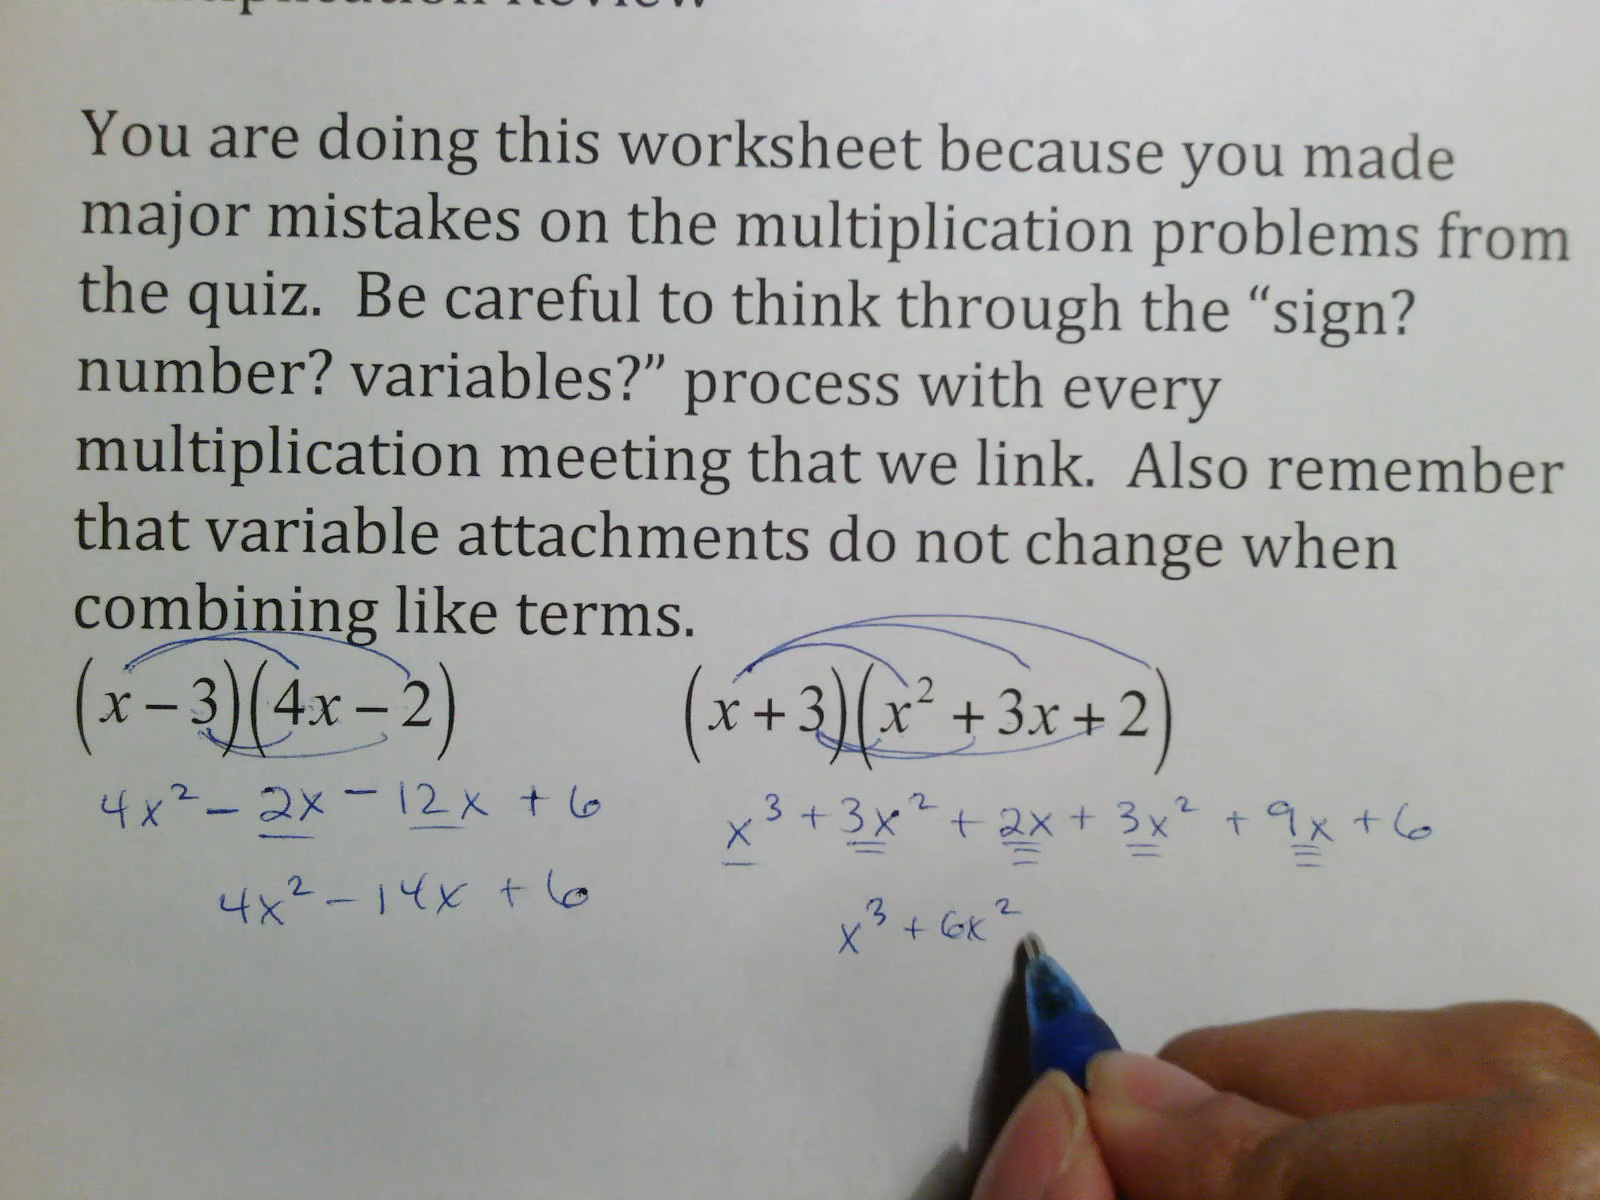 You are doing this worksheet because you made
major mistakes on the multiplication problems from
the quiz. Be careful to think through the “sign?
number? variables?” process with every
multiplication meeting that we link. Also remember
that variable attachments do not change when
combining like terms.
(x – 3)(4x – 2) (x + 3)(x² + 3x + 2)
4x² – 2x – 12x + 6 x³ + 3x² + 2x + 3x² + 9x + 6
4x² – 14x + 6 x³ + 6x²